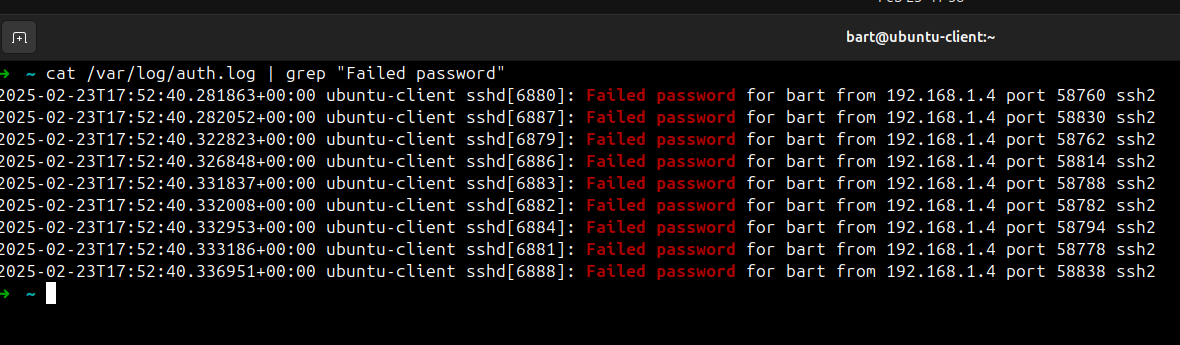 bart@ubuntu-client:~
➜ ~ cat /var/log/auth.log | grep "Failed password"
2025-02-23T17:52:40.281863+00:00 ubuntu-client sshd[6880]: Failed password for bart from 192.168.1.4 port 58760 ssh2
2025-02-23T17:52:40.282052+00:00 ubuntu-client sshd[6887]: Failed password for bart from 192.168.1.4 port 58830 ssh2
2025-02-23T17:52:40.322823+00:00 ubuntu-client sshd[6879]: Failed password for bart from 192.168.1.4 port 58762 ssh2
2025-02-23T17:52:40.326848+00:00 ubuntu-client sshd[6886]: Failed password for bart from 192.168.1.4 port 58814 ssh2
2025-02-23T17:52:40.331837+00:00 ubuntu-client sshd[6883]: Failed password for bart from 192.168.1.4 port 58788 ssh2
2025-02-23T17:52:40.332008+00:00 ubuntu-client sshd[6882]: Failed password for bart from 192.168.1.4 port 58782 ssh2
2025-02-23T17:52:40.332953+00:00 ubuntu-client sshd[6884]: Failed password for bart from 192.168.1.4 port 58794 ssh2
2025-02-23T17:52:40.333186+00:00 ubuntu-client sshd[6881]: Failed password for bart from 192.168.1.4 port 58778 ssh2
2025-02-23T17:52:40.336951+00:00 ubuntu-client sshd[6888]: Failed password for bart from 192.168.1.4 port 58838 ssh2
➜ ~